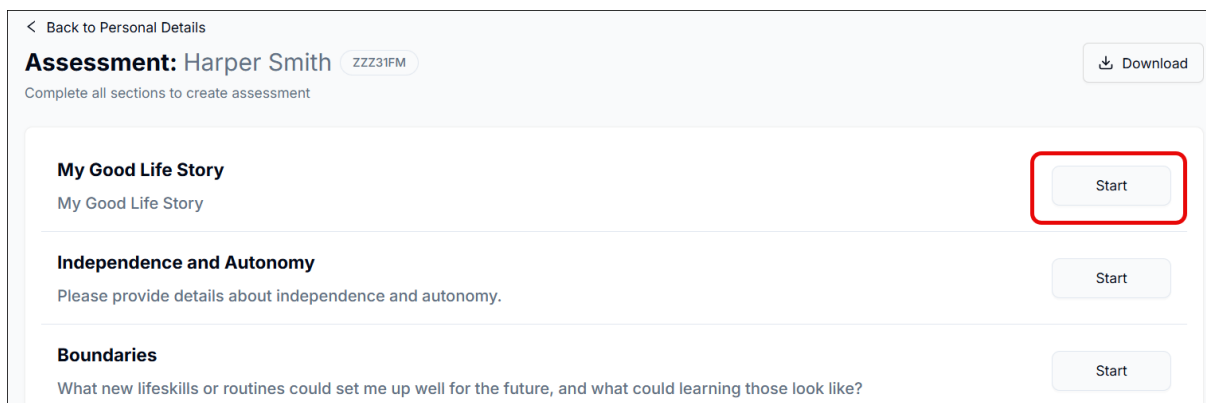 Back to Personal Details
Assessment: Harper Smith ZZZ31FM
Download
Complete all sections to create assessment
My Good Life Story
Start
My Good Life Story
Independence and Autonomy
Start
Please provide details about independence and autonomy.
Boundaries
Start
What new lifeskills or routines could set me up well for the future, and what could learning those look like?